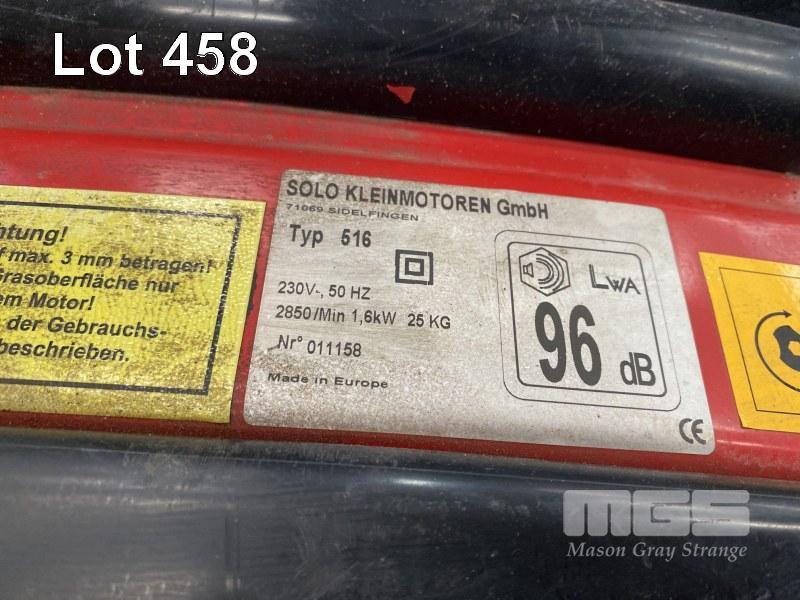 Lot 458
htung!
f max. 3 mm betragen!
Grasoberfläche nur
em Motor!
der Gebrauchs-
beschrieben.
SOLO KLEINMOTOREN GmbH
71069 SIDELFINGEN
Typ 516
230V~, 50 HZ
2850/Min 1,6kW 25 KG
Nr° 011158
Made in Europe
LWA
96 dB
CE
MGS
Mason Gray Strange